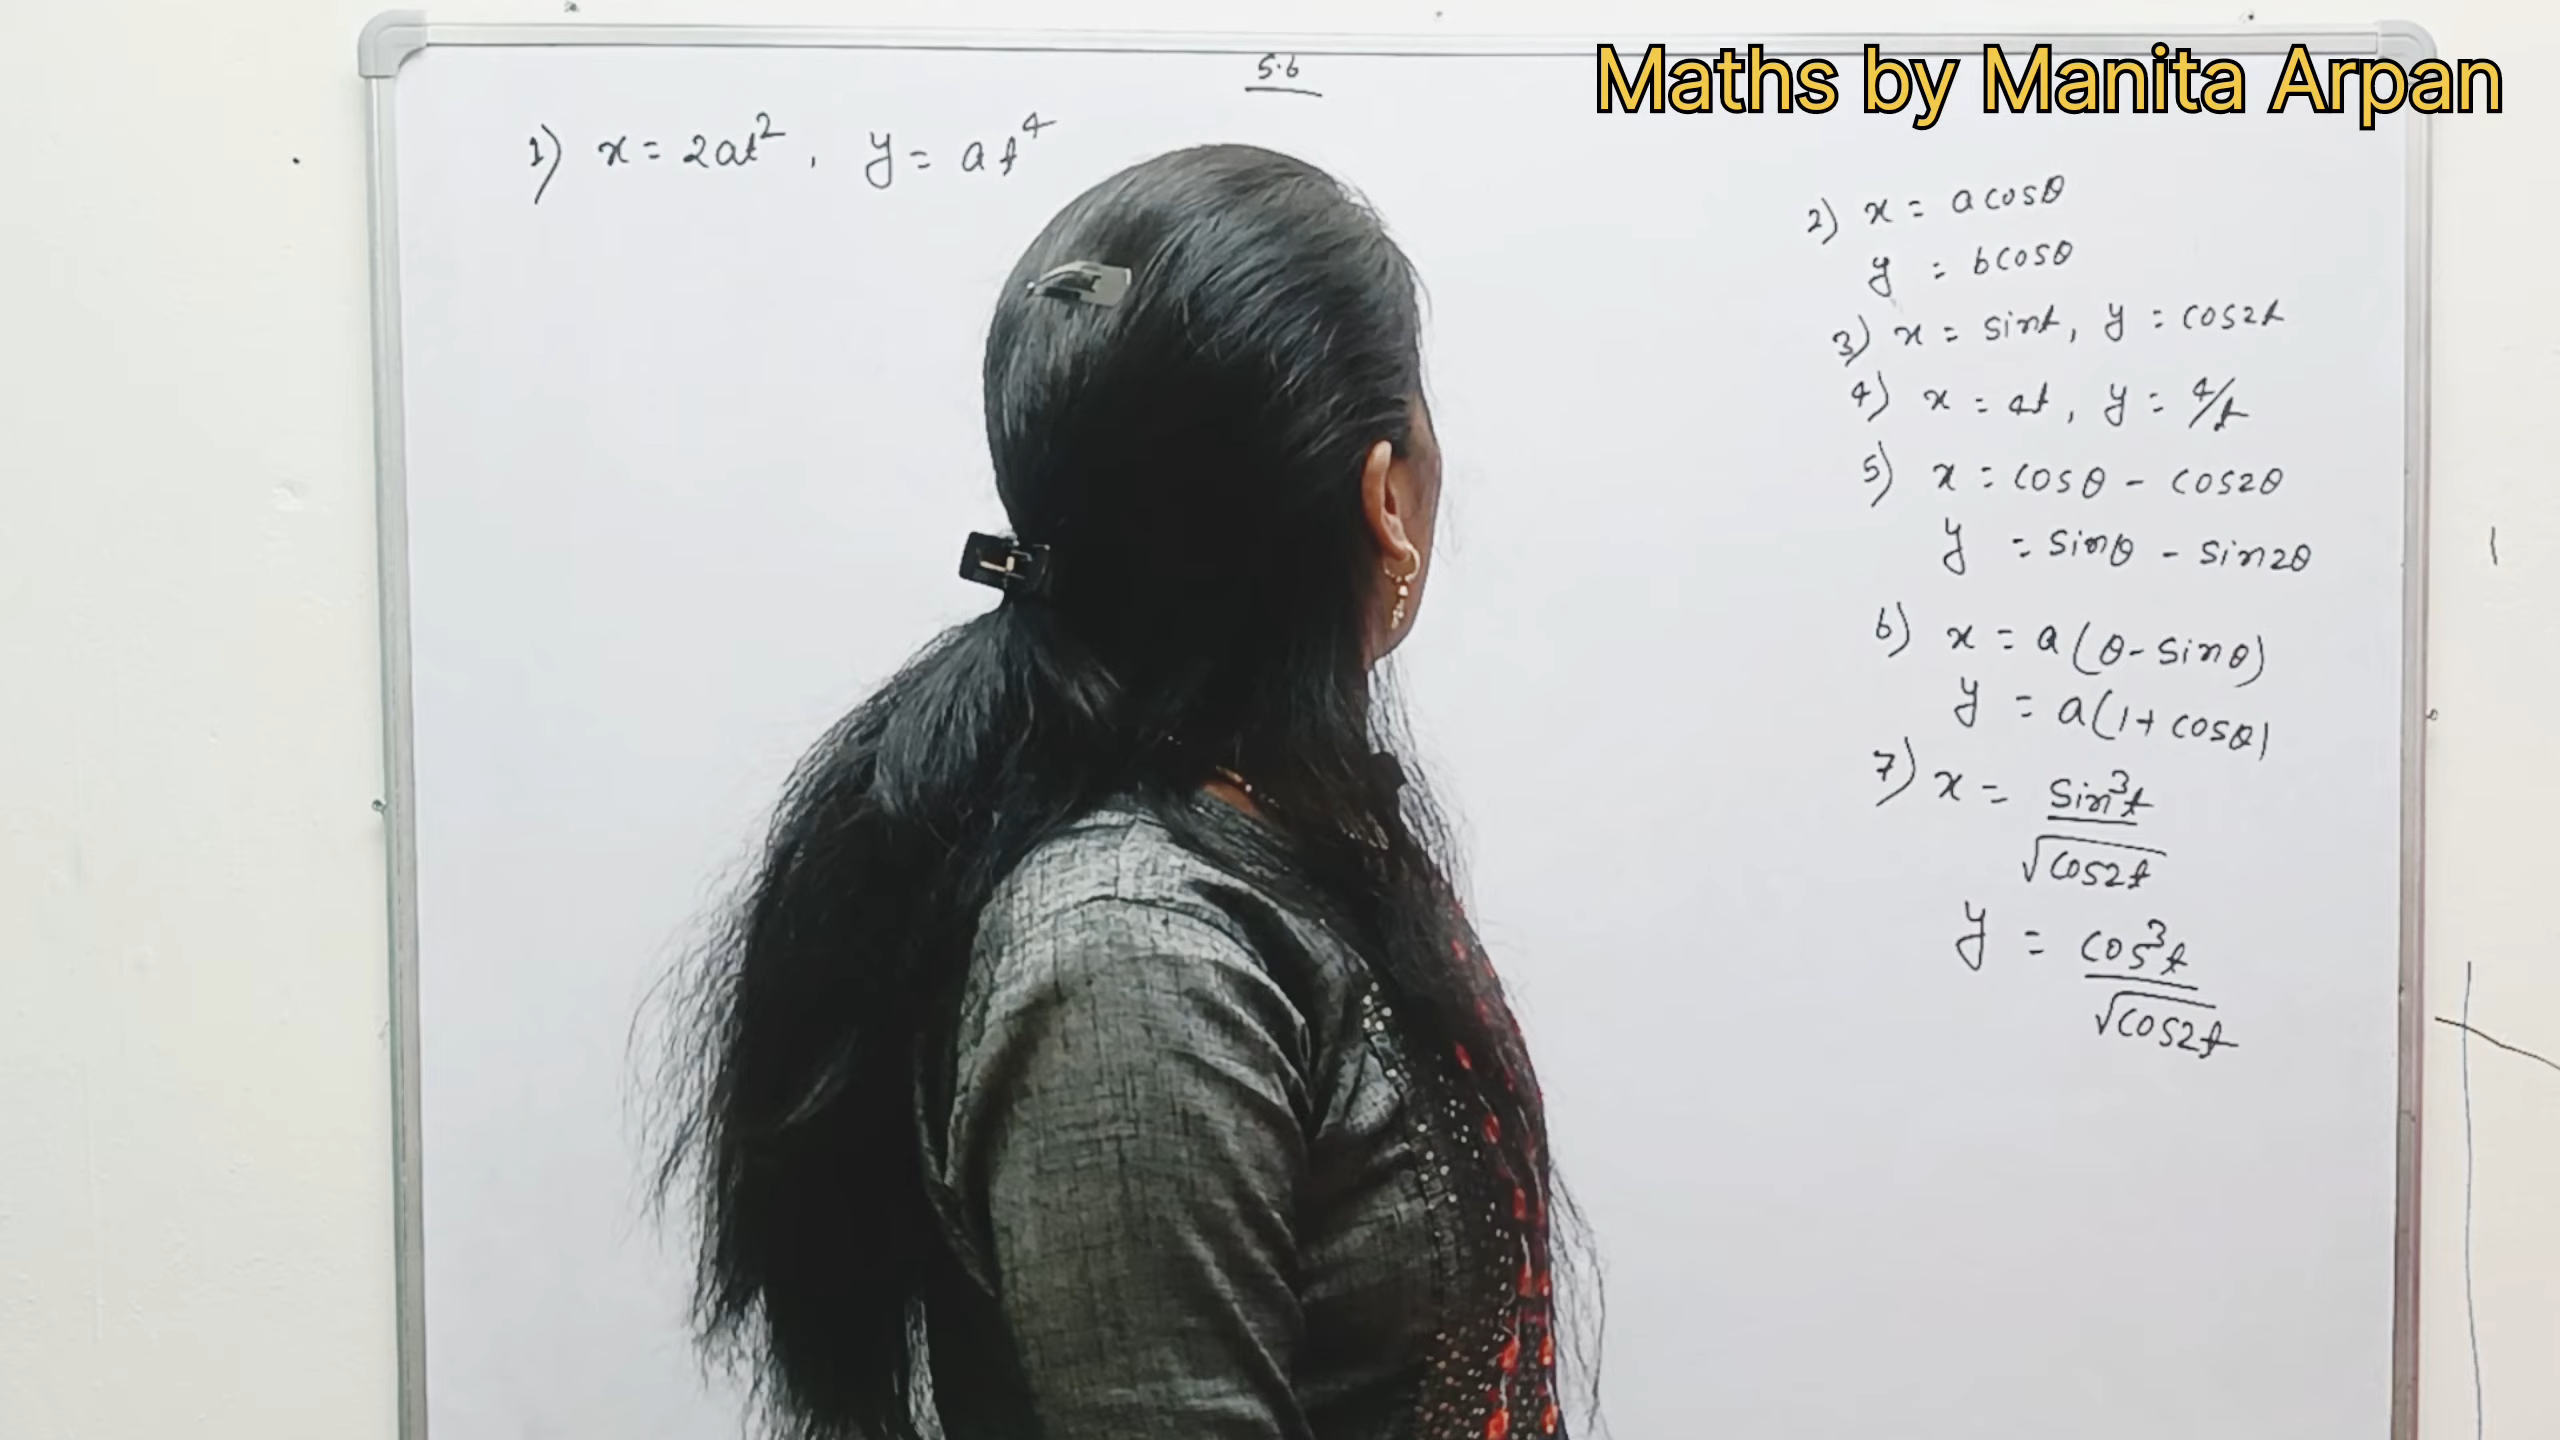 Maths by Manita Arpan
5.6
1) x = 2at², y = at⁴
2) x = a cosθ
y = b cosθ
3) x = sint, y = cos2t
4) x = 4t, y = 4/t
5) x = cosθ - cos2θ
y = sinθ - sin2θ
6) x = a(θ - sinθ)
y = a(1 + cosθ)
7) x = sin³t
√cos2t
y = cos³t
√cos2t